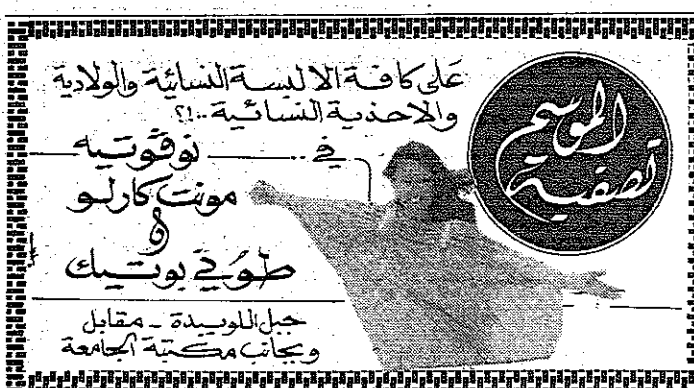 تصفية
الموسم
على كافة الالبسة النسائية والولادية
والاحذية النسائية ..!؟
في ..
نوڤوتيه
مونت كارلو
و
طوني بوتيك
جبل اللويبدة - مقابل
وبجانب مكتبة الجامعة